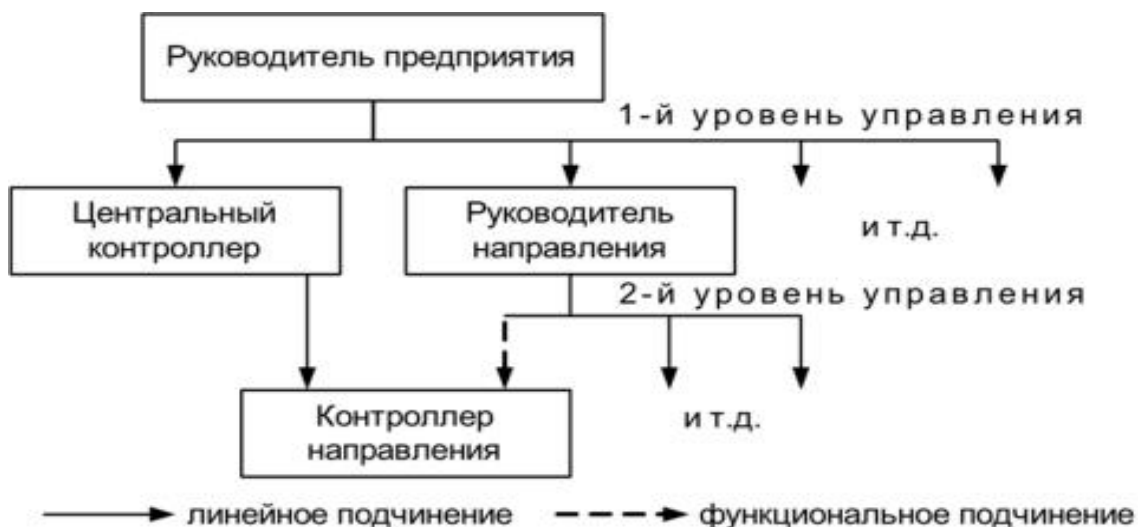 Руководитель предприятия
1-й уровень управления
Центральный
контроллер
Руководитель
направления
и т.д.
2-й уровень управления
Контроллер
направления
и т.д.
линейное подчинение
функциональное подчинение